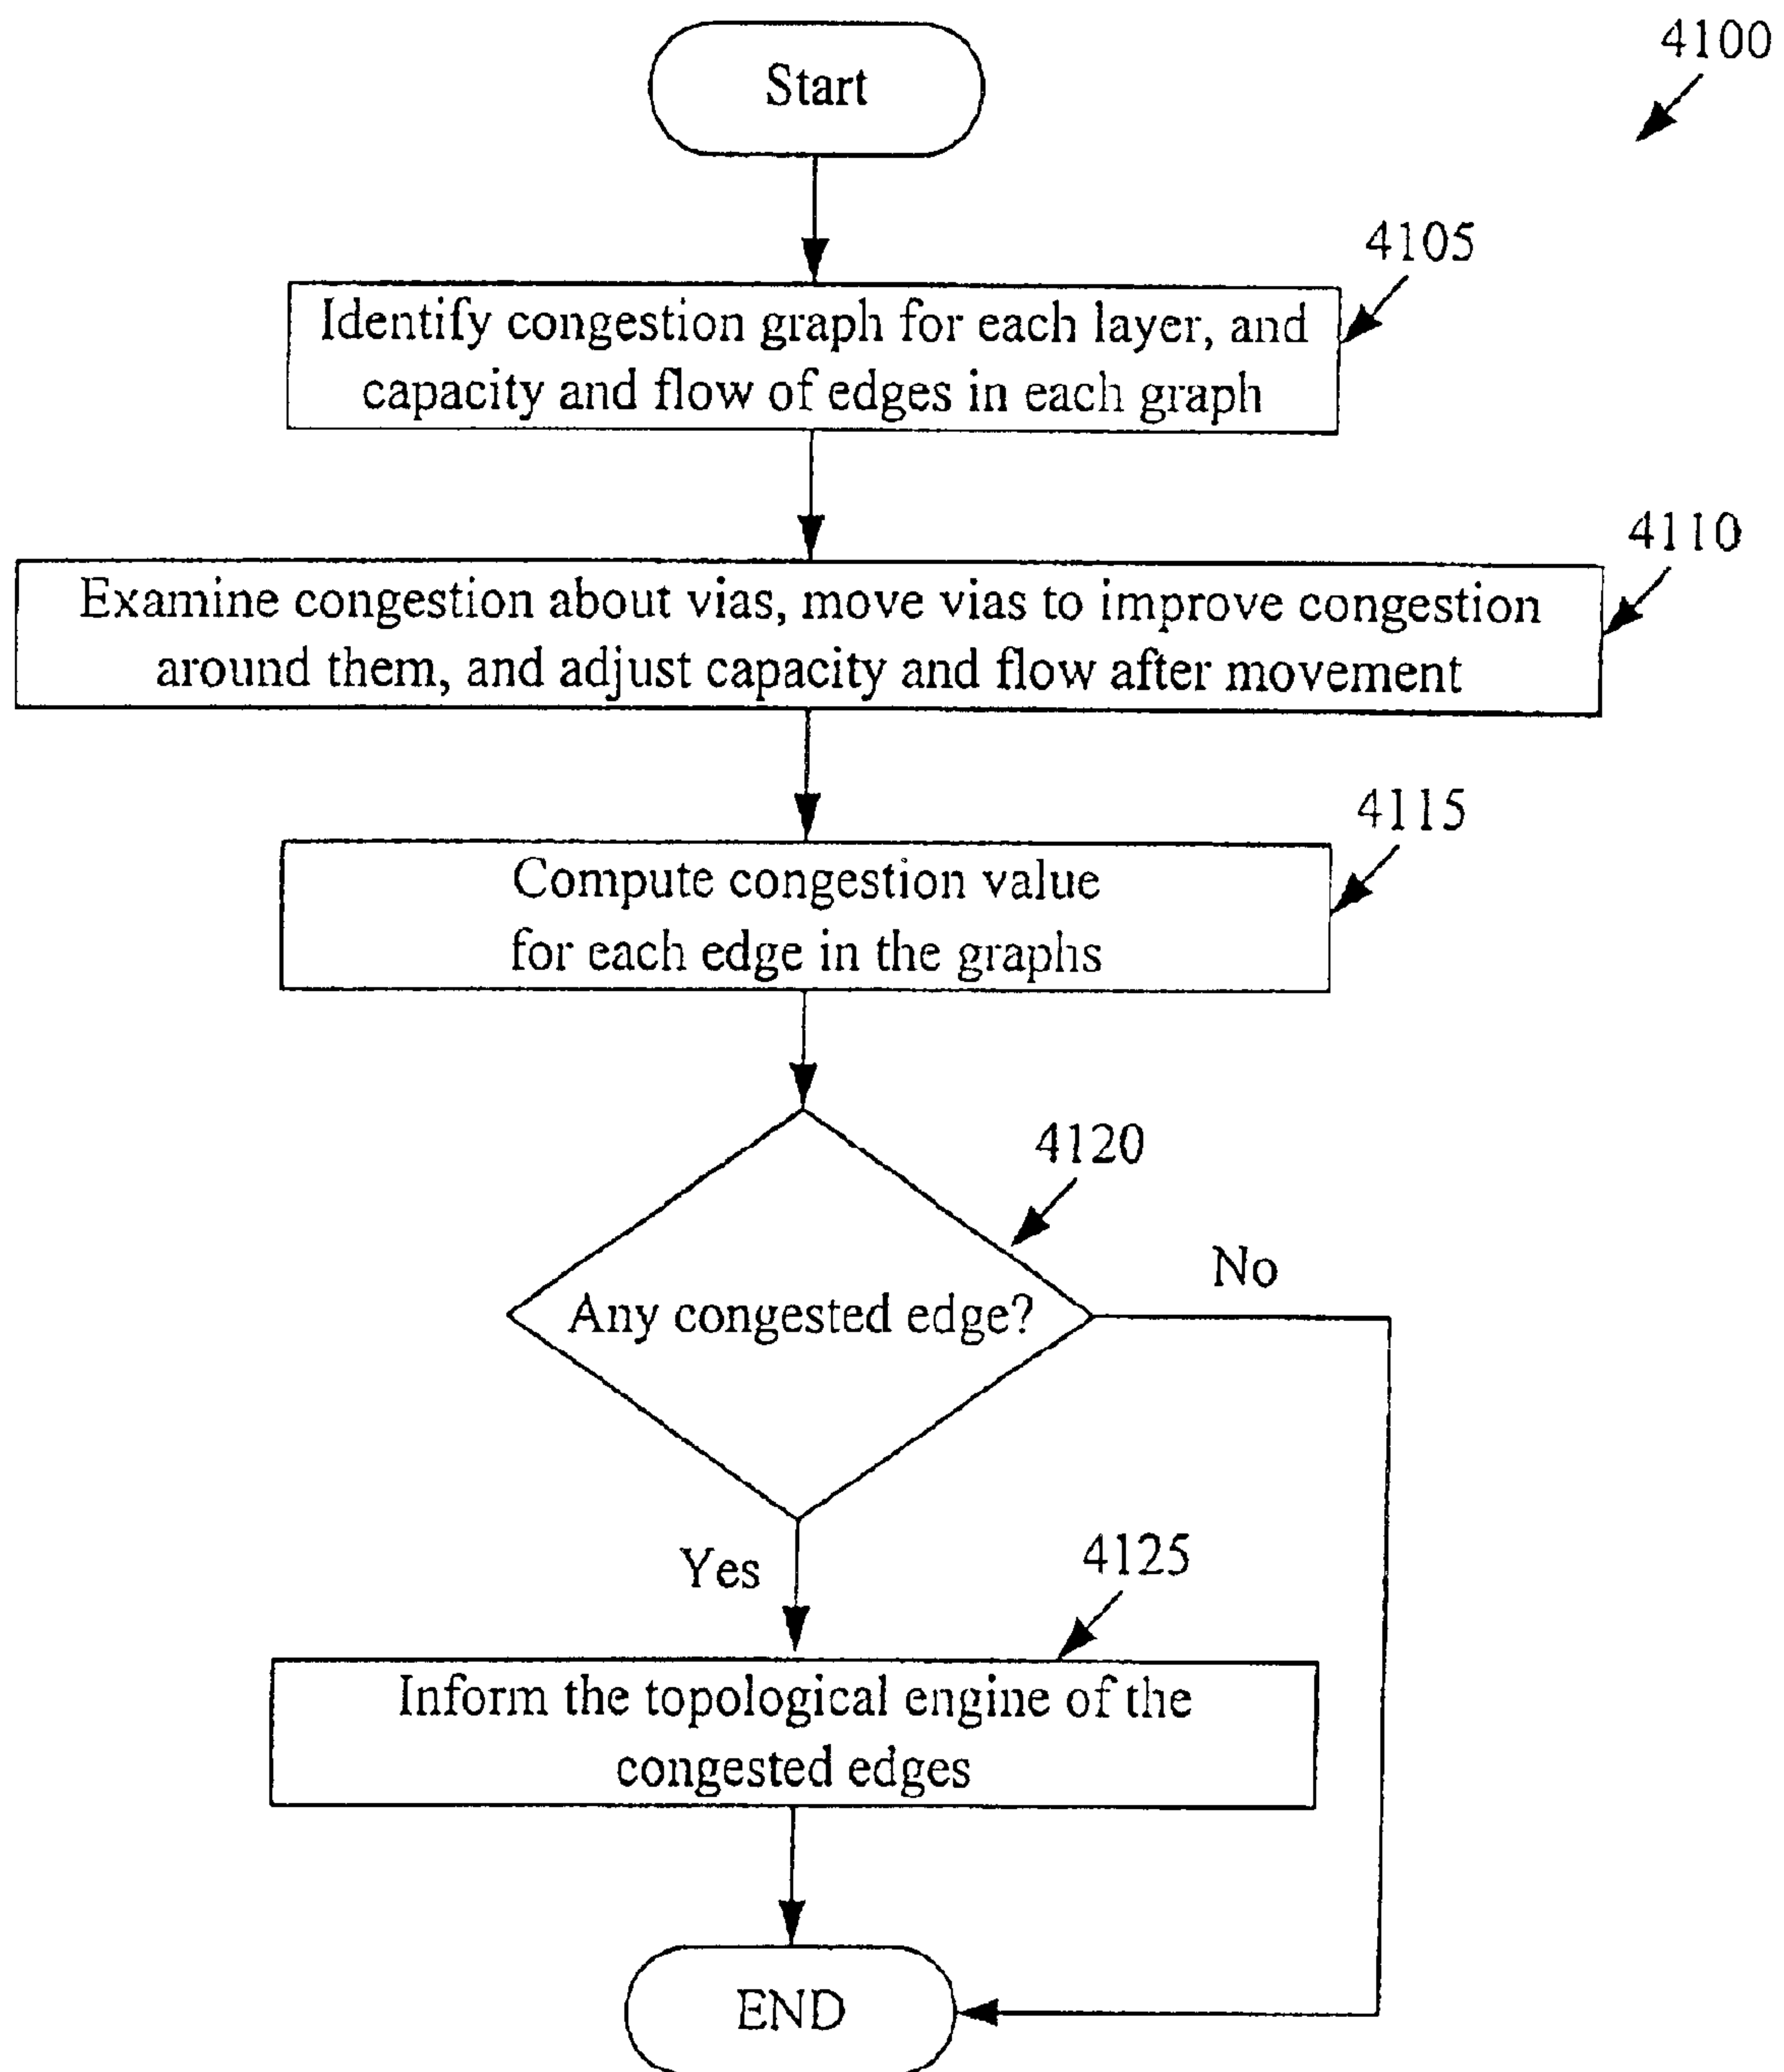 4100
Start
4105
Identify congestion graph for each layer, and
capacity and flow of edges in each graph
4110
Examine congestion about vias, move vias to improve congestion
around them, and adjust capacity and flow after movement
4115
Compute congestion value
for each edge in the graphs
4120
No
Any congested edge?
Yes
4125
Inform the topological engine of the
congested edges
END